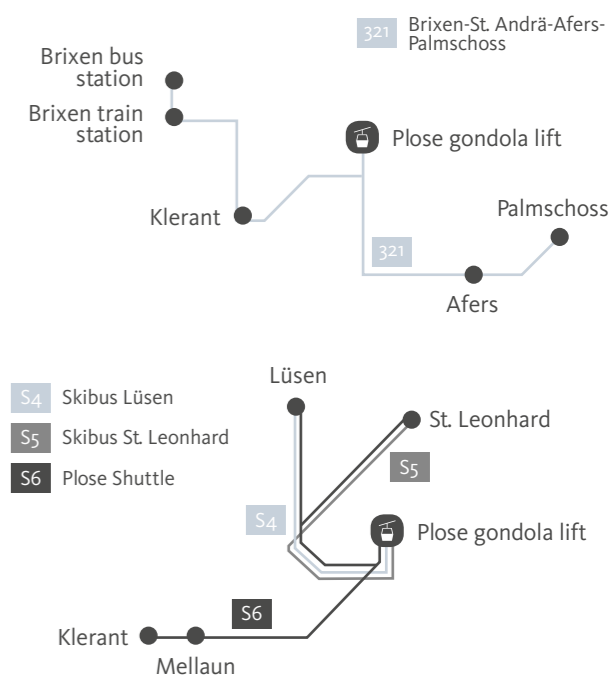 321 Brixen-St. Andrä-Afers-
Palmschoss
Brixen bus
station
Brixen train
station
Plose gondola lift
Klerant
Palmschoss
321
Afers
Lüsen
S4 Skibus Lüsen
St. Leonhard
S5 Skibus St. Leonhard
S5
S6 Plose Shuttle
S4
Plose gondola lift
S6
Klerant
Mellaun